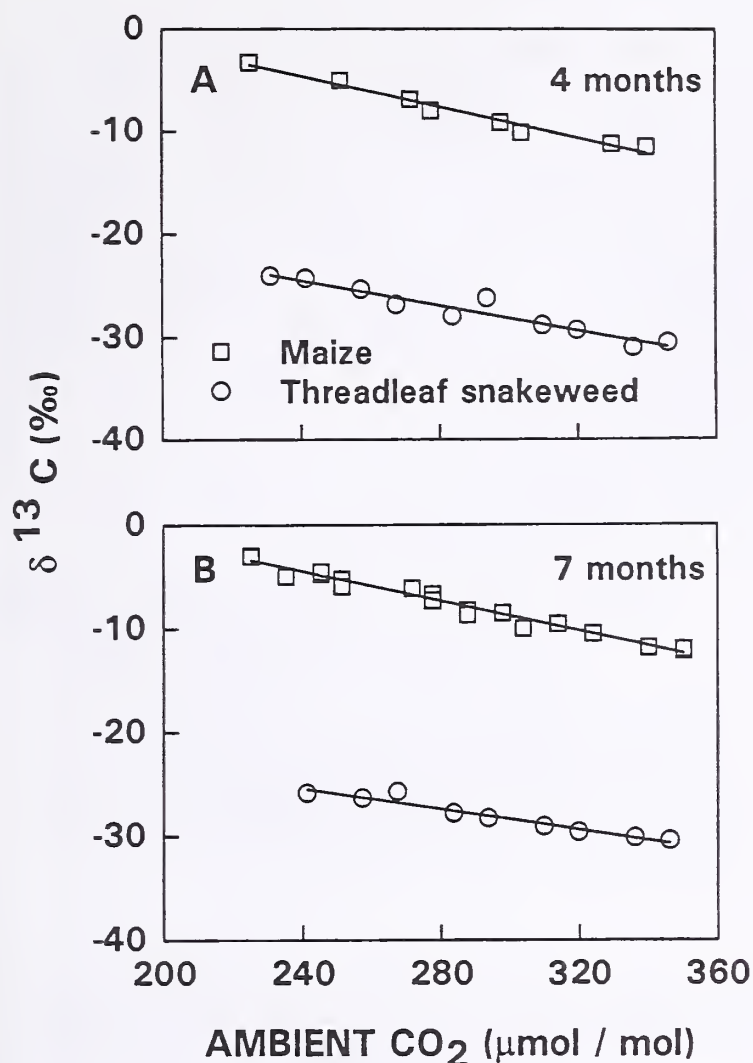 0
A
4 months
-10
-20
-30
Maize
Threadleaf snakeweed
-40
δ 13 C (‰)
0
B
7 months
-10
-20
-30
-40
200 240 280 320 360
AMBIENT CO2 (μmol / mol)